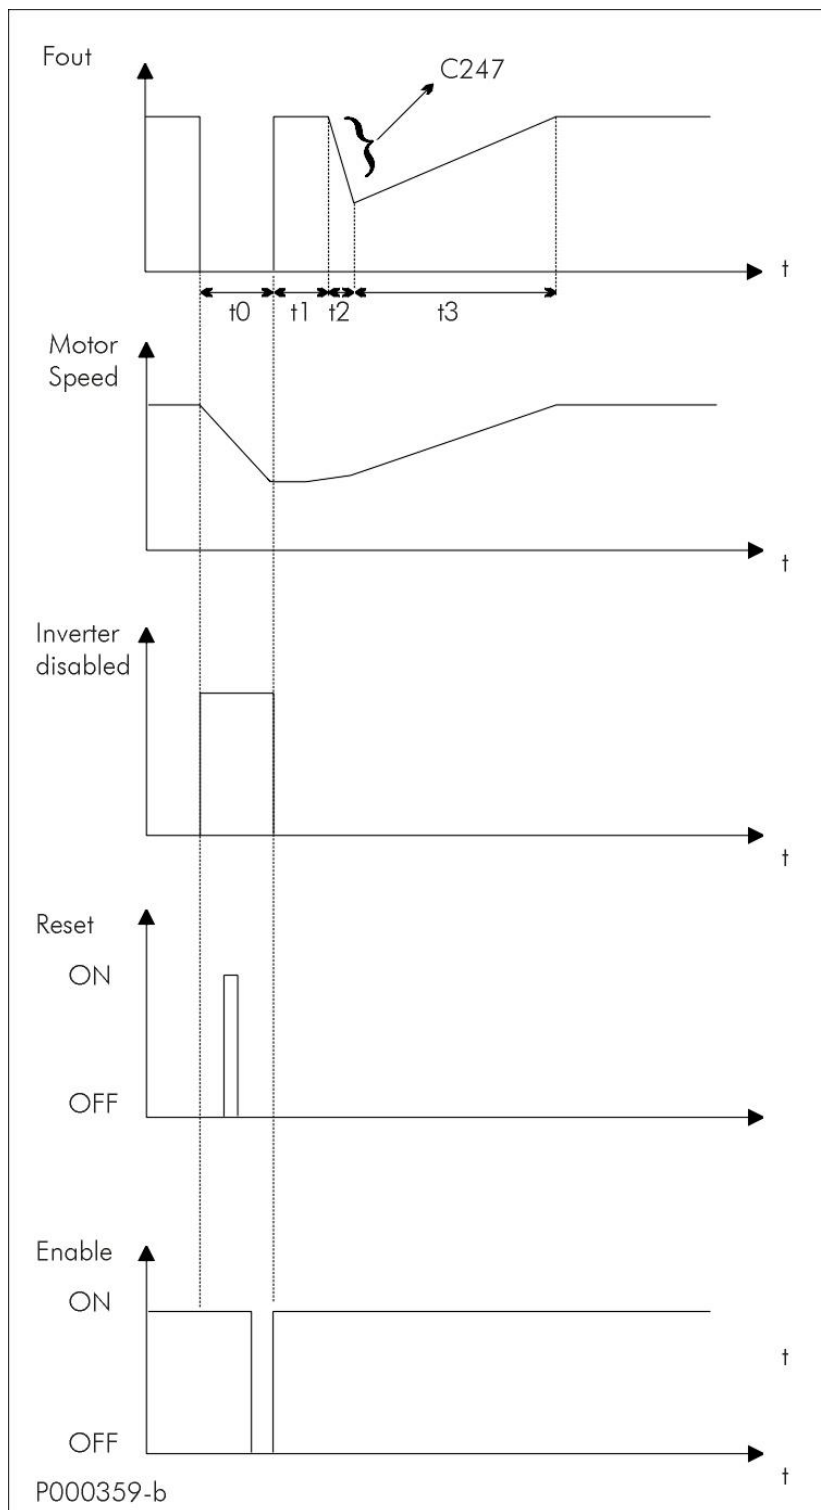 Fout
C247
t
t0 t1 t2 t3
Motor
Speed
t
Inverter
disabled
t
Reset
ON
OFF
Enable
ON
t
OFF
t
P000359-b